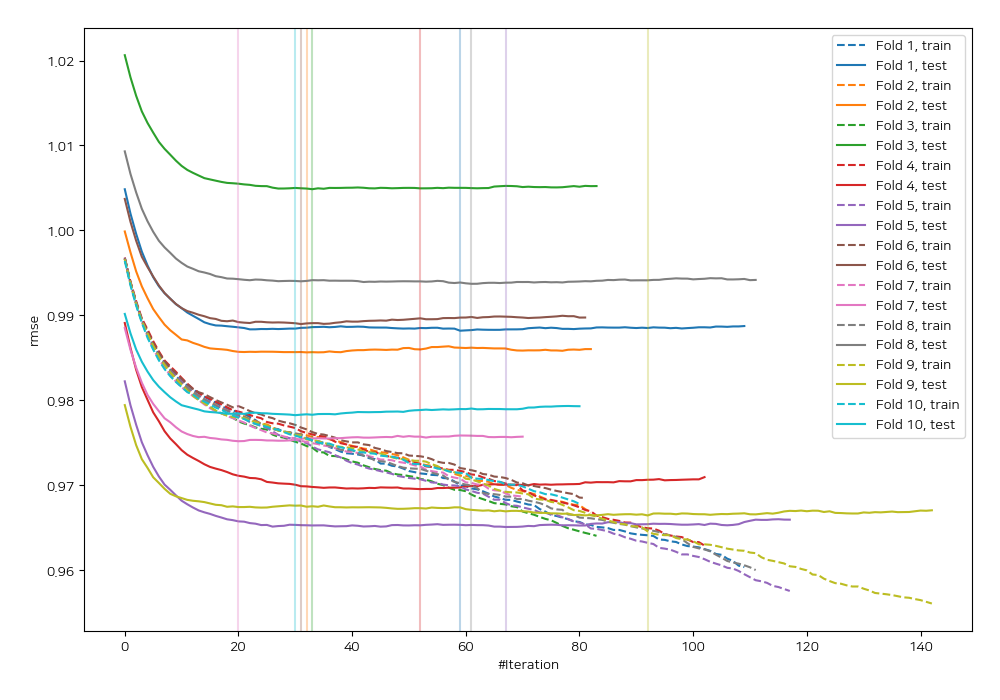 1,02
1,01
1,00
0,99
0,98
0,97
0,96
rmse
0
20
40
60
80
100
120
140
#Iteration
Fold 1, train
Fold 1, test
Fold 2, train
Fold 2, test
Fold 3, train
Fold 3, test
Fold 4, train
Fold 4, test
Fold 5, train
Fold 5, test
Fold 6, train
Fold 6, test
Fold 7, train
Fold 7, test
Fold 8, train
Fold 8, test
Fold 9, train
Fold 9, test
Fold 10, train
Fold 10, test